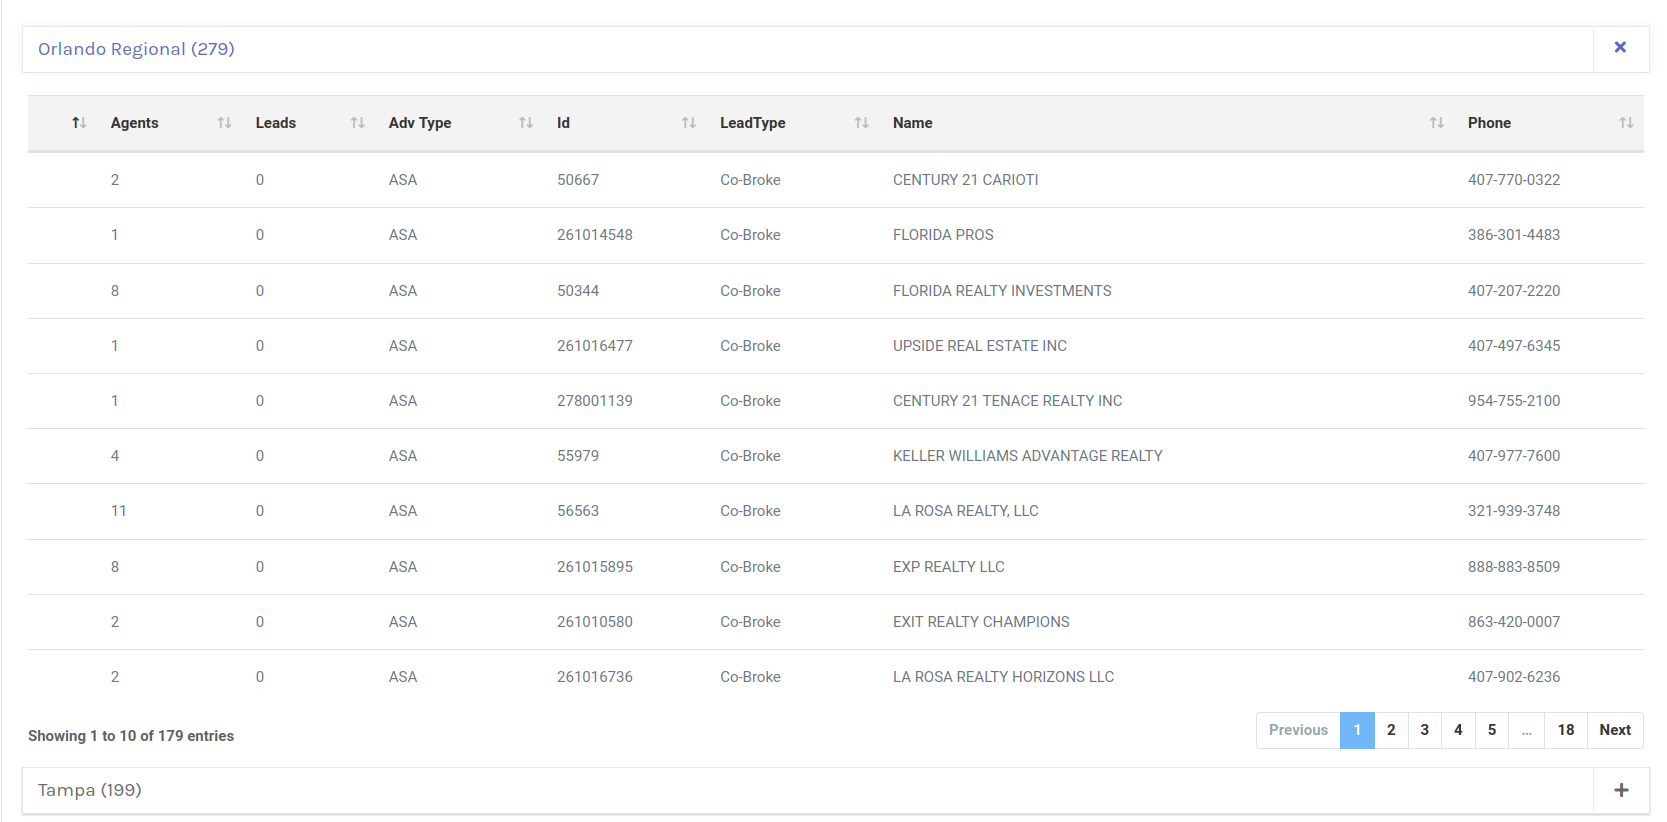 Orlando Regional (279)
Agents Leads Adv Type Id LeadType Name Phone
2 0 ASA 50667 Co-Broke CENTURY 21 CARIOTI 407-770-0322
1 0 ASA 261014548 Co-Broke FLORIDA PROS 386-301-4483
8 0 ASA 50344 Co-Broke FLORIDA REALTY INVESTMENTS 407-207-2220
1 0 ASA 261016477 Co-Broke UPSIDE REAL ESTATE INC 407-497-6345
1 0 ASA 278001139 Co-Broke CENTURY 21 TENACE REALTY INC 954-755-2100
4 0 ASA 55979 Co-Broke KELLER WILLIAMS ADVANTAGE REALTY 407-977-7600
11 0 ASA 56563 Co-Broke LA ROSA REALTY, LLC 321-939-3748
8 0 ASA 261015895 Co-Broke EXP REALTY LLC 888-883-8509
2 0 ASA 261010580 Co-Broke EXIT REALTY CHAMPIONS 863-420-0007
2 0 ASA 261016736 Co-Broke LA ROSA REALTY HORIZONS LLC 407-902-6236
Showing 1 to 10 of 179 entries Previous 1 2 3 4 5 ... 18 Next
Tampa (199)